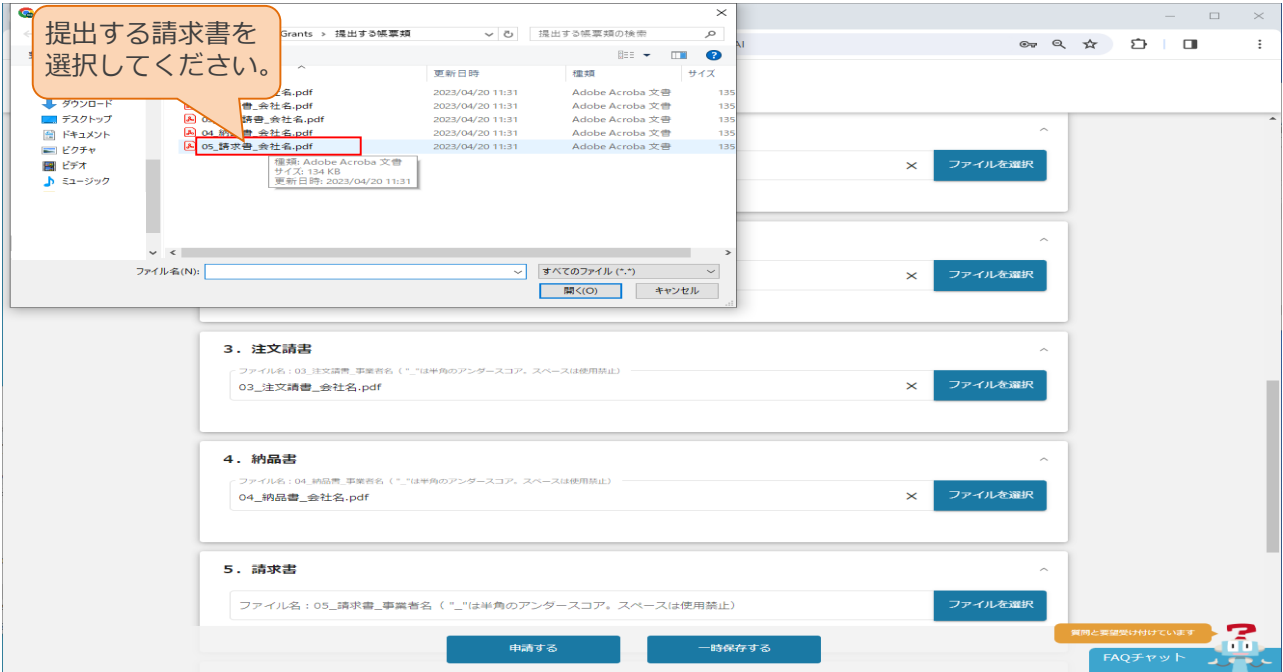 提出する請求書を
選択してください。
Grants › 提出する帳票類
提出する帳票類の検索
AI
更新日時
種類
サイズ
社名.pdf 2023/04/20 11:31 Adobe Acroba 文書 135
書_会社名.pdf 2023/04/20 11:31 Adobe Acroba 文書 135
請書_会社名.pdf 2023/04/20 11:31 Adobe Acroba 文書 135
04_納品書_会社名.pdf 2023/04/20 11:31 Adobe Acroba 文書 135
05_請求書_会社名.pdf 2023/04/20 11:31 Adobe Acroba 文書 135
ダウンロード
デスクトップ
ドキュメント
ピクチャ
ビデオ
ミュージック
種類: Adobe Acroba 文書
サイズ: 134 KB
更新日時: 2023/04/20 11:31
ファイル名(N):
すべてのファイル (*.*)
開く(O)
キャンセル
ファイルを選択
ファイルを選択
3. 注文請書
ファイル名:03_注文請書_事業者名("_"は半角のアンダースコア。スペースは使用禁止)
03_注文請書_会社名.pdf
ファイルを選択
4. 納品書
ファイル名:04_納品書_事業者名("_"は半角のアンダースコア。スペースは使用禁止)
04_納品書_会社名.pdf
ファイルを選択
5. 請求書
ファイル名:05_請求書_事業者名("_"は半角のアンダースコア。スペースは使用禁止)
ファイルを選択
申請する
一時保存する
質問と要望受け付けています
FAQチャット